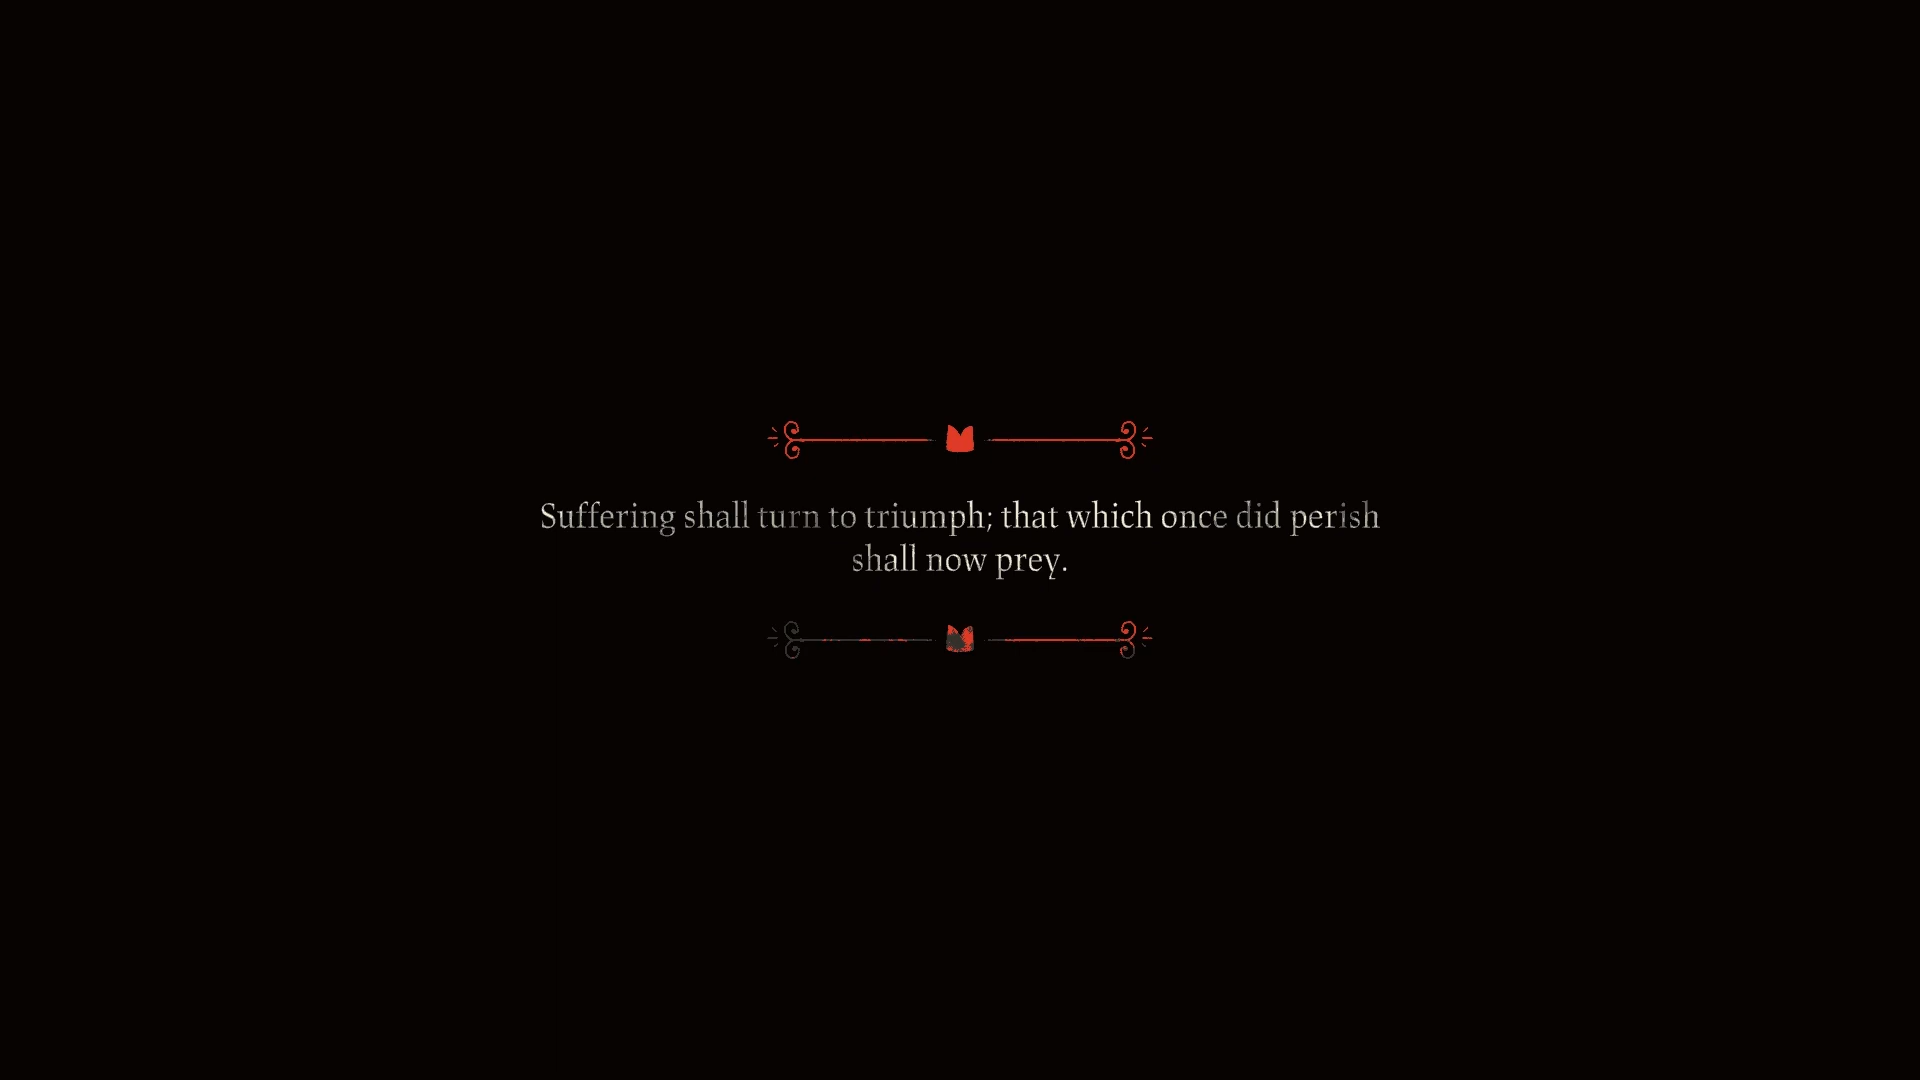 Suffering shall turn to triumph; that which once did perish
shall now prey.